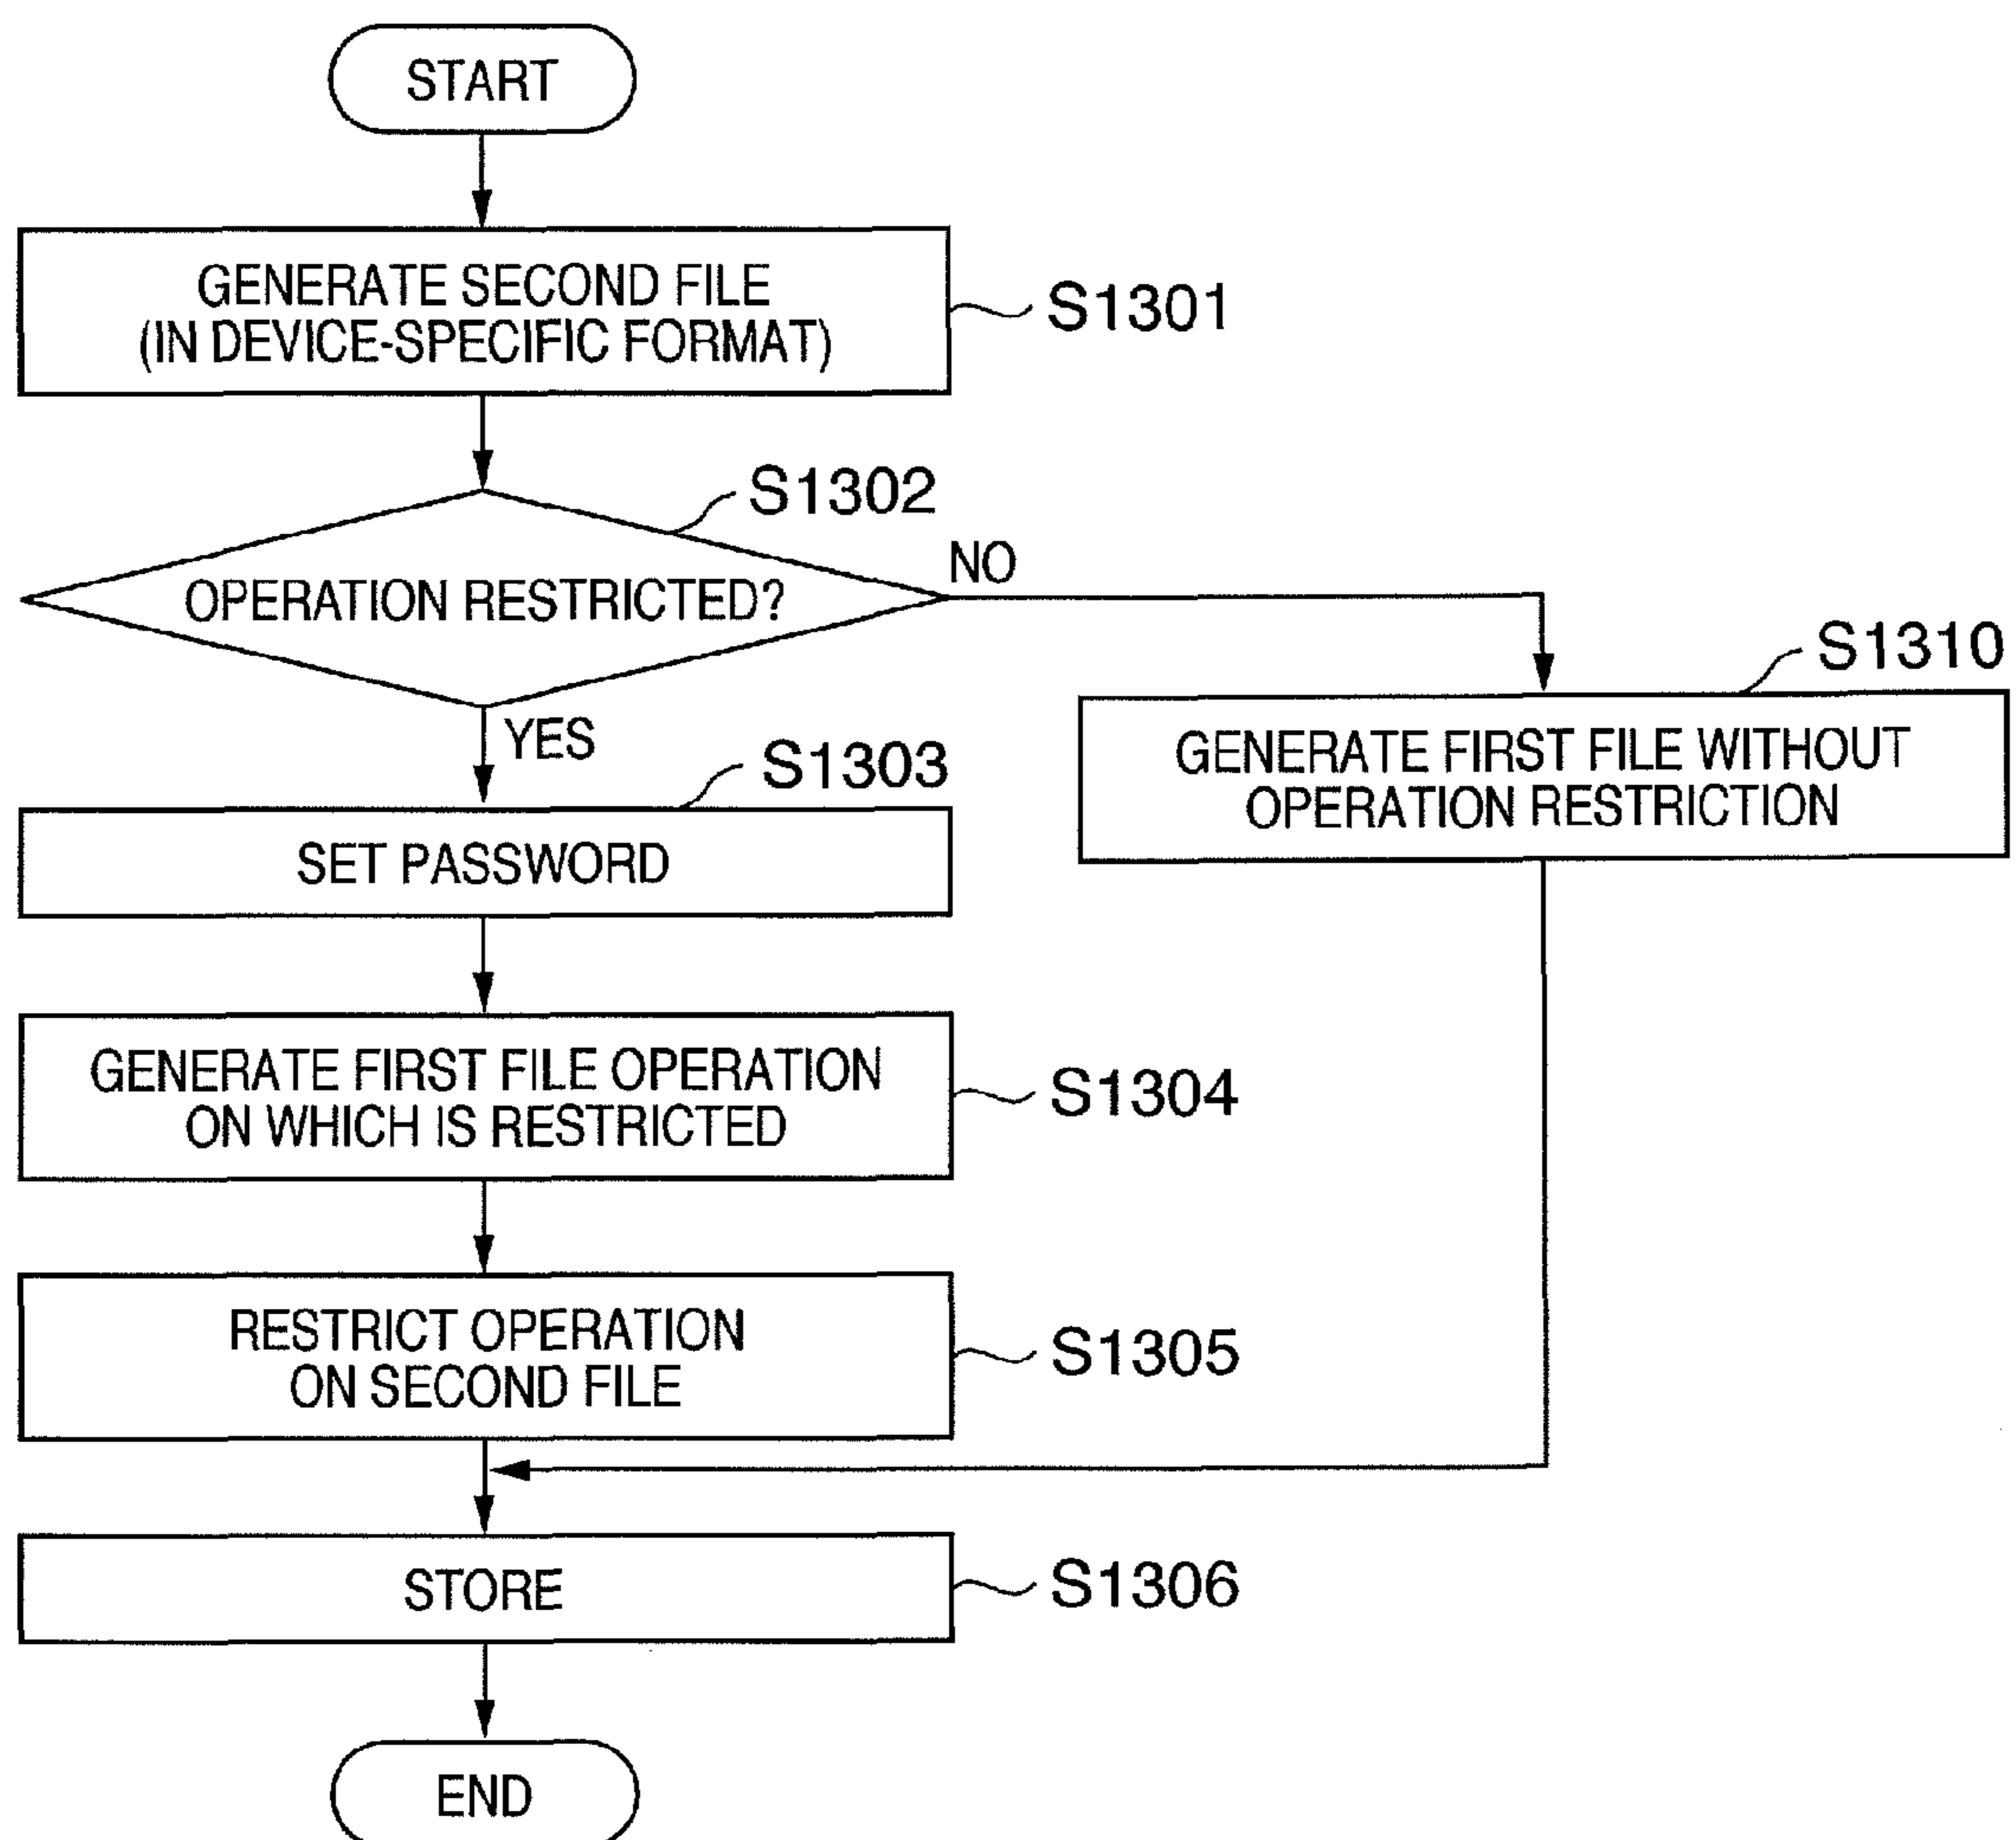 START
GENERATE SECOND FILE
(IN DEVICE-SPECIFIC FORMAT)
S1301
S1302
OPERATION RESTRICTED?
NO
YES
S1310
GENERATE FIRST FILE WITHOUT
OPERATION RESTRICTION
S1303
SET PASSWORD
GENERATE FIRST FILE OPERATION
ON WHICH IS RESTRICTED
S1304
RESTRICT OPERATION
ON SECOND FILE
S1305
STORE
S1306
END